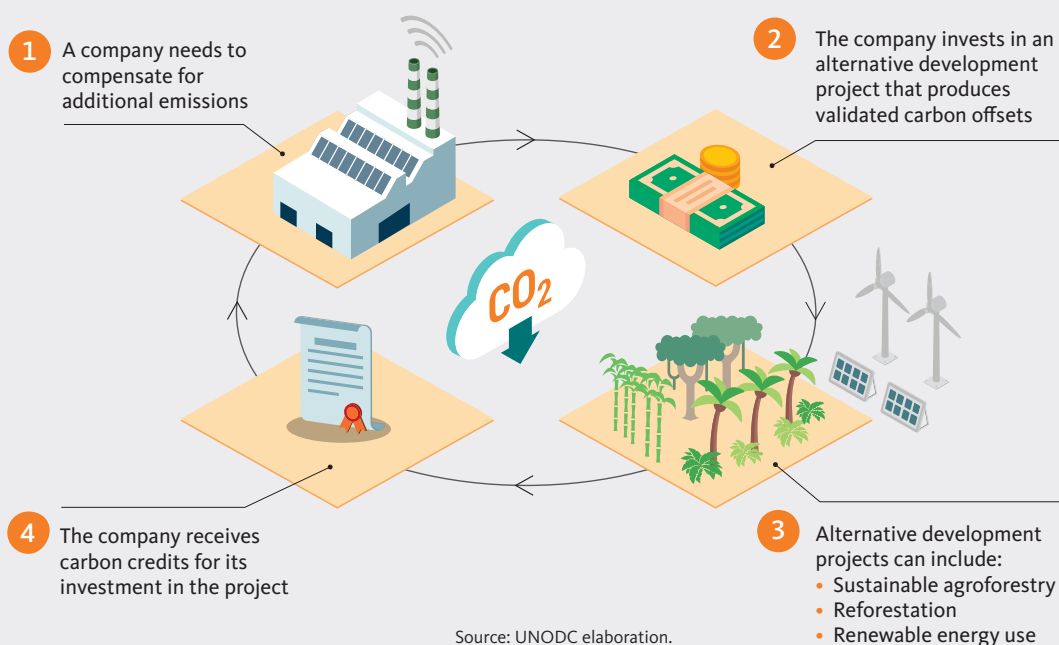 1
A company needs to
compensate for
additional emissions
2
The company invests in an
alternative development
project that produces
validated carbon offsets
CO2
3
Alternative development
projects can include:
• Sustainable agroforestry
• Reforestation
• Renewable energy use
4
The company receives
carbon credits for its
investment in the project
Source: UNODC elaboration.